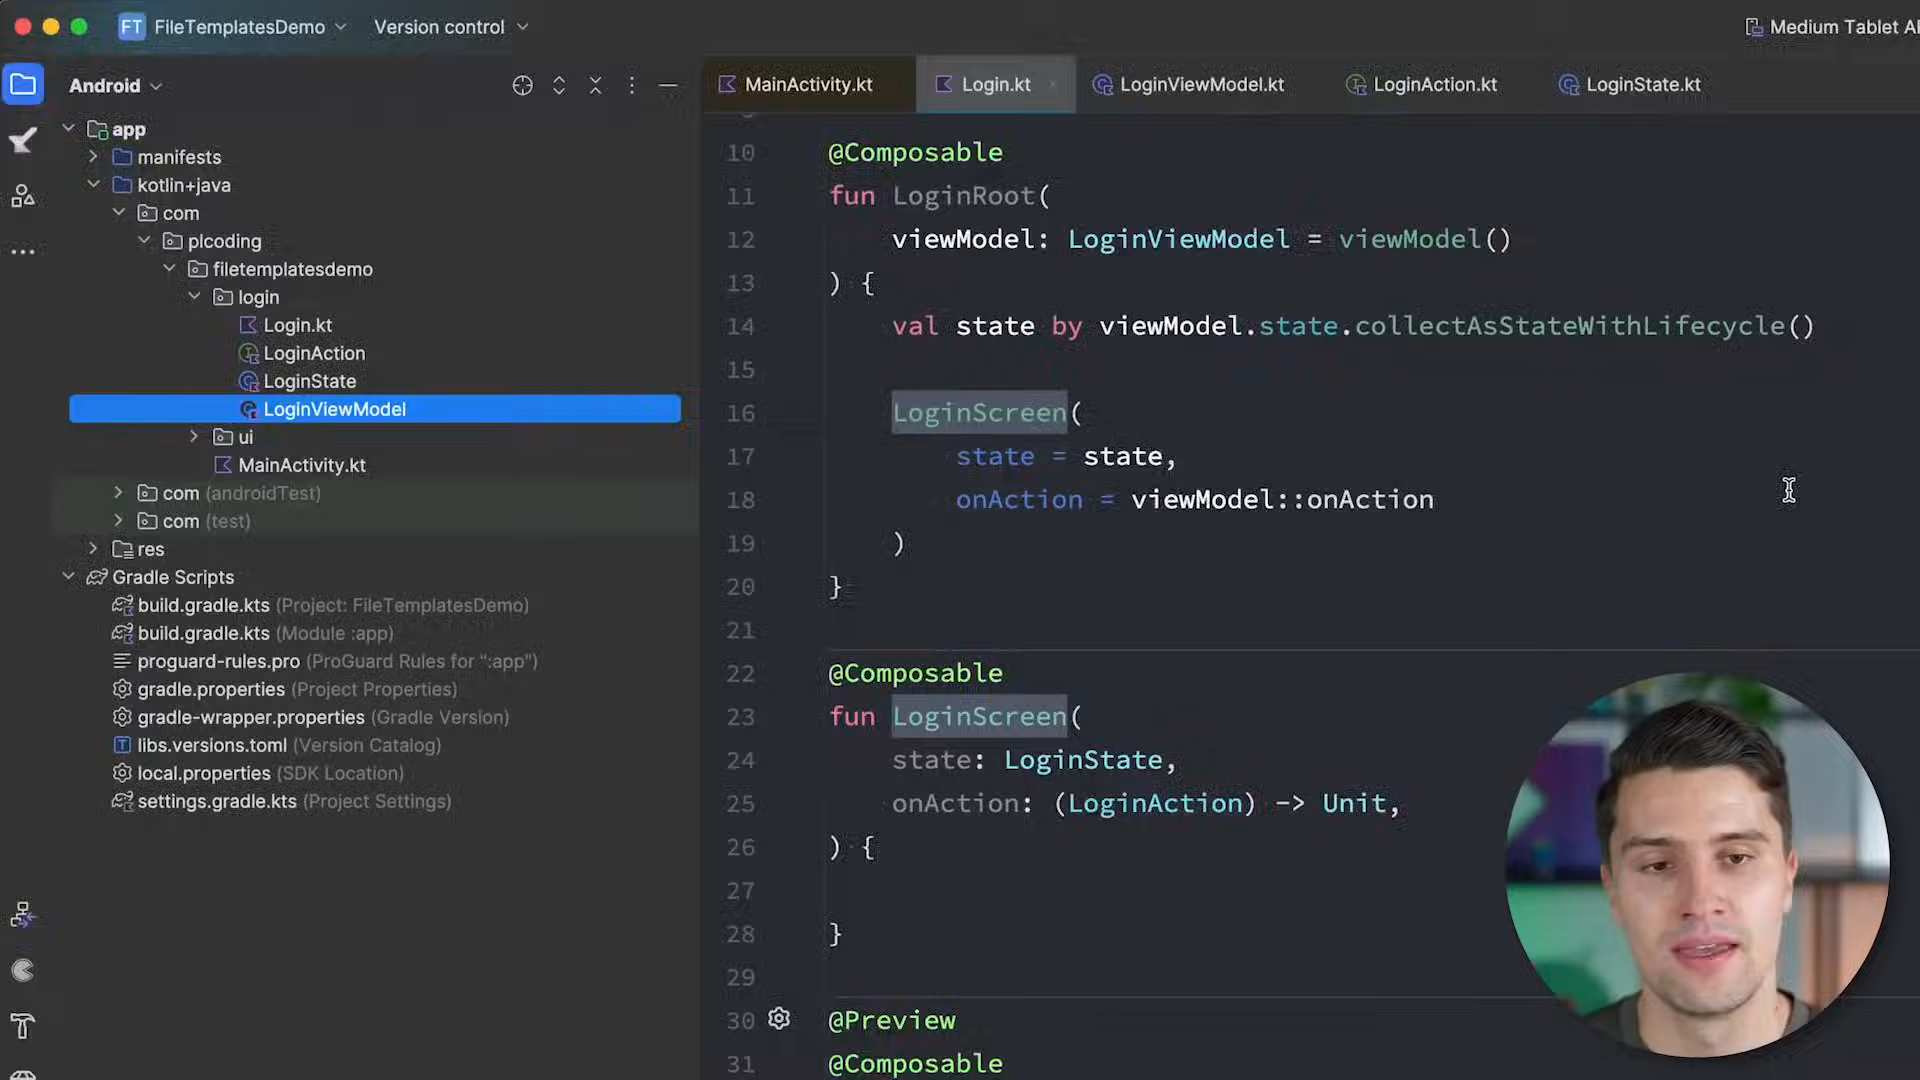 FT FileTemplatesDemo Version control Medium Tablet
Android
app
manifests
kotlin+java
com
plcoding
filetemplatesdemo
login
Login.kt
LoginAction
LoginState
LoginViewModel
ui
MainActivity.kt
com (androidTest)
com (test)
res
Gradle Scripts
build.gradle.kts (Project: FileTemplatesDemo)
build.gradle.kts (Module :app)
proguard-rules.pro (ProGuard Rules for ":app")
gradle.properties (Project Properties)
gradle-wrapper.properties (Gradle Version)
libs.versions.toml (Version Catalog)
local.properties (SDK Location)
settings.gradle.kts (Project Settings)
MainActivity.kt Login.kt LoginViewModel.kt LoginAction.kt LoginState.kt
10 @Composable
11 fun LoginRoot(
12 viewModel: LoginViewModel = viewModel()
13 ) {
14 val state by viewModel.state.collectAsStateWithLifecycle()
15
16 LoginScreen(
17 state = state,
18 onAction = viewModel::onAction
19 )
20 }
21
22 @Composable
23 fun LoginScreen(
24 state: LoginState,
25 onAction: (LoginAction) -> Unit,
26 ) {
27
28 }
29
30 @Preview
31 @Composable